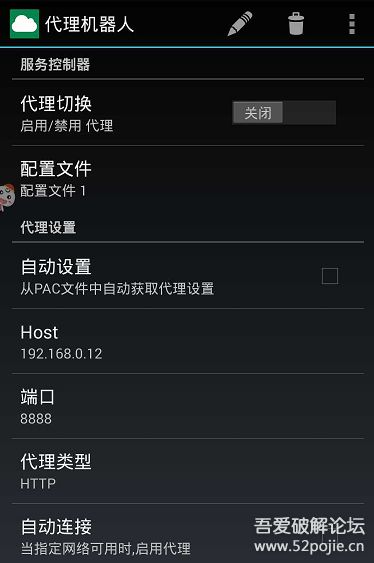 代理机器人
服务控制器
代理切换
启用/禁用 代理
关闭
配置文件
配置文件 1
代理设置
自动设置
从PAC文件中自动获取代理设置
Host
192.168.0.12
端口
8888
代理类型
HTTP
自动连接
当指定网络可用时,启用代理
吾爱破解论坛
www.52pojie.cn